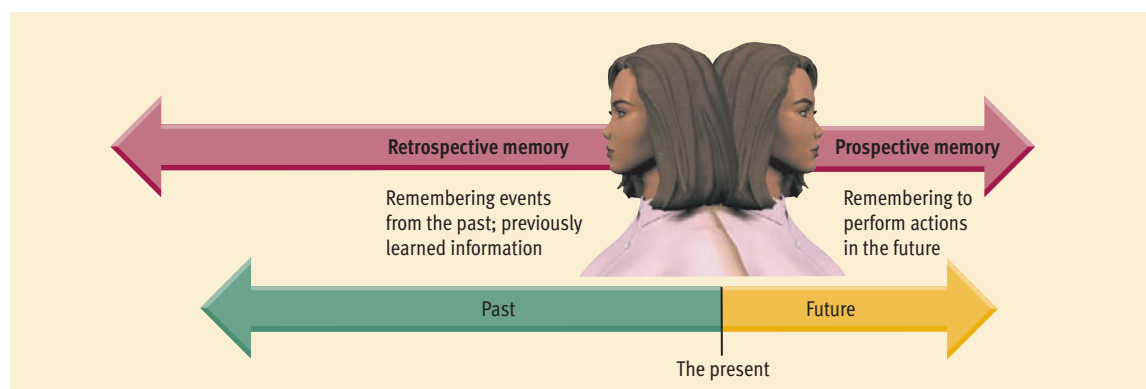 Retrospective memory
Prospective memory
Remembering events
from the past; previously
learned information
Remembering to
perform actions
in the future
Past
Future
The present